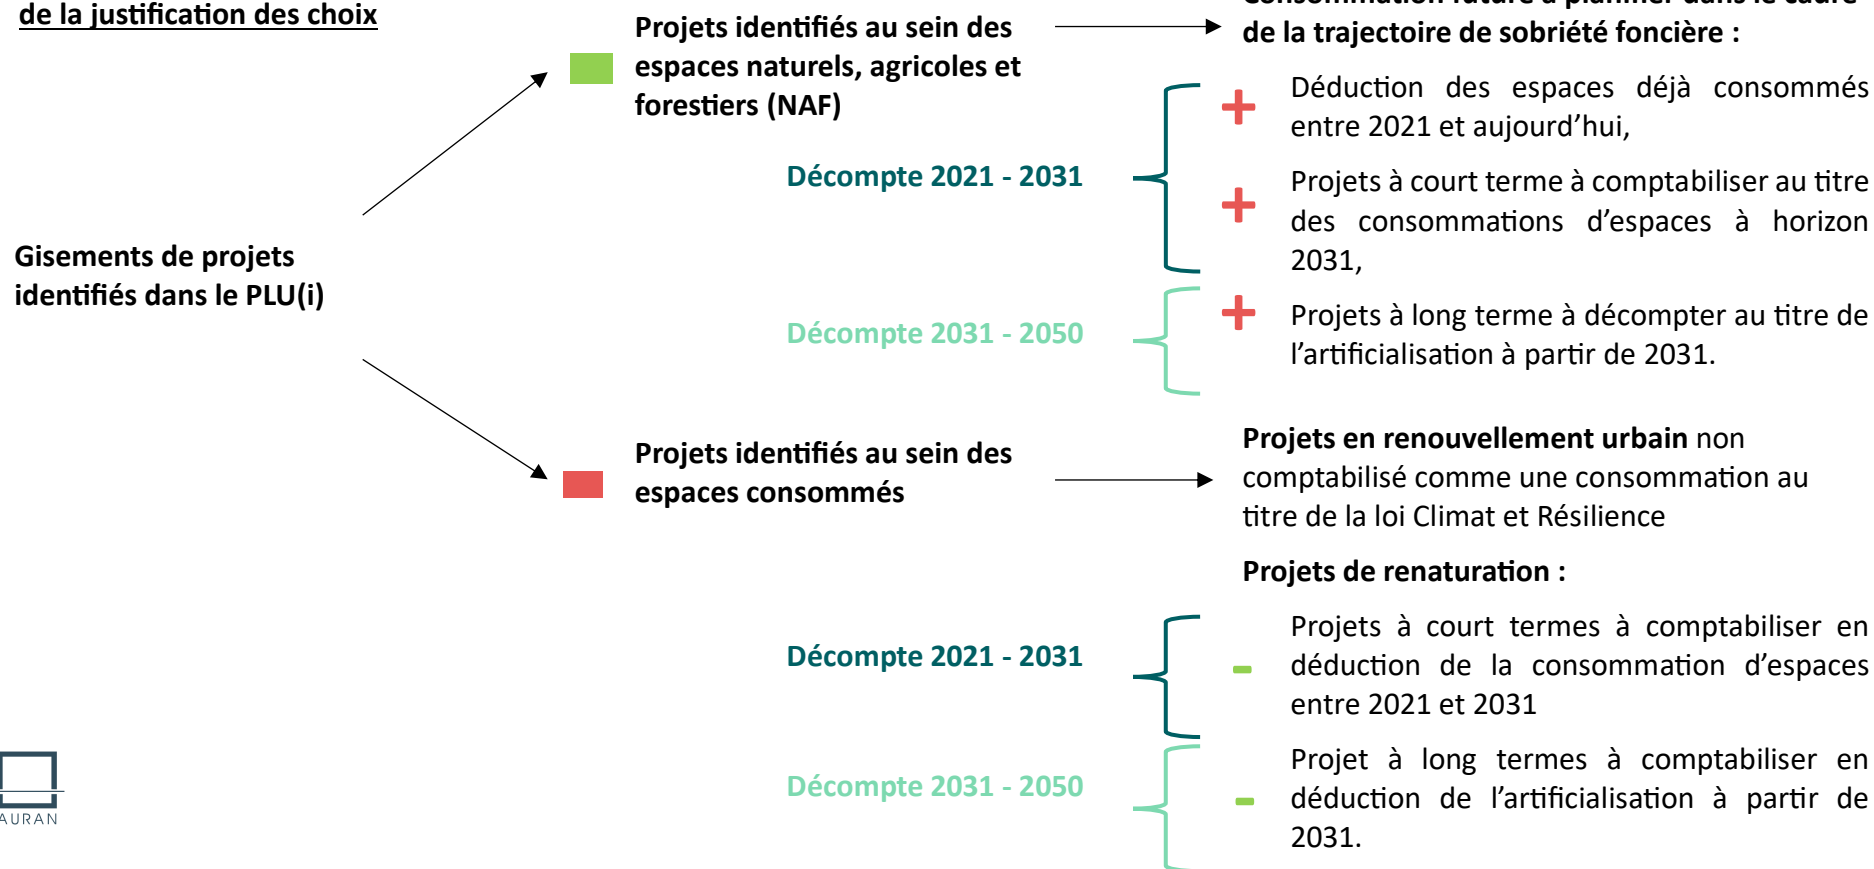 de la justification des choix
Gisements de projets
identifiés dans le PLU(i)
Projets identifiés au sein des
espaces naturels, agricoles et
forestiers (NAF)
de la trajectoire de sobriété foncière :
Décompte 2021 - 2031
+ Déduction des espaces déjà consommés
entre 2021 et aujourd’hui,
+ Projets à court terme à comptabiliser au titre
des consommations d’espaces à horizon
2031,
Décompte 2031 - 2050
+ Projets à long terme à décompter au titre de
l’artificialisation à partir de 2031.
Projets identifiés au sein des
espaces consommés
Projets en renouvellement urbain non
comptabilisé comme une consommation au
titre de la loi Climat et Résilience
Projets de renaturation :
Décompte 2021 - 2031
- Projets à court termes à comptabiliser en
déduction de la consommation d’espaces
entre 2021 et 2031
Décompte 2031 - 2050
- Projet à long termes à comptabiliser en
déduction de l’artificialisation à partir de
2031.
AURAN